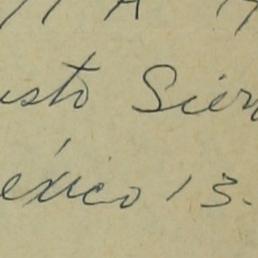 usto Sier
éxico 13.